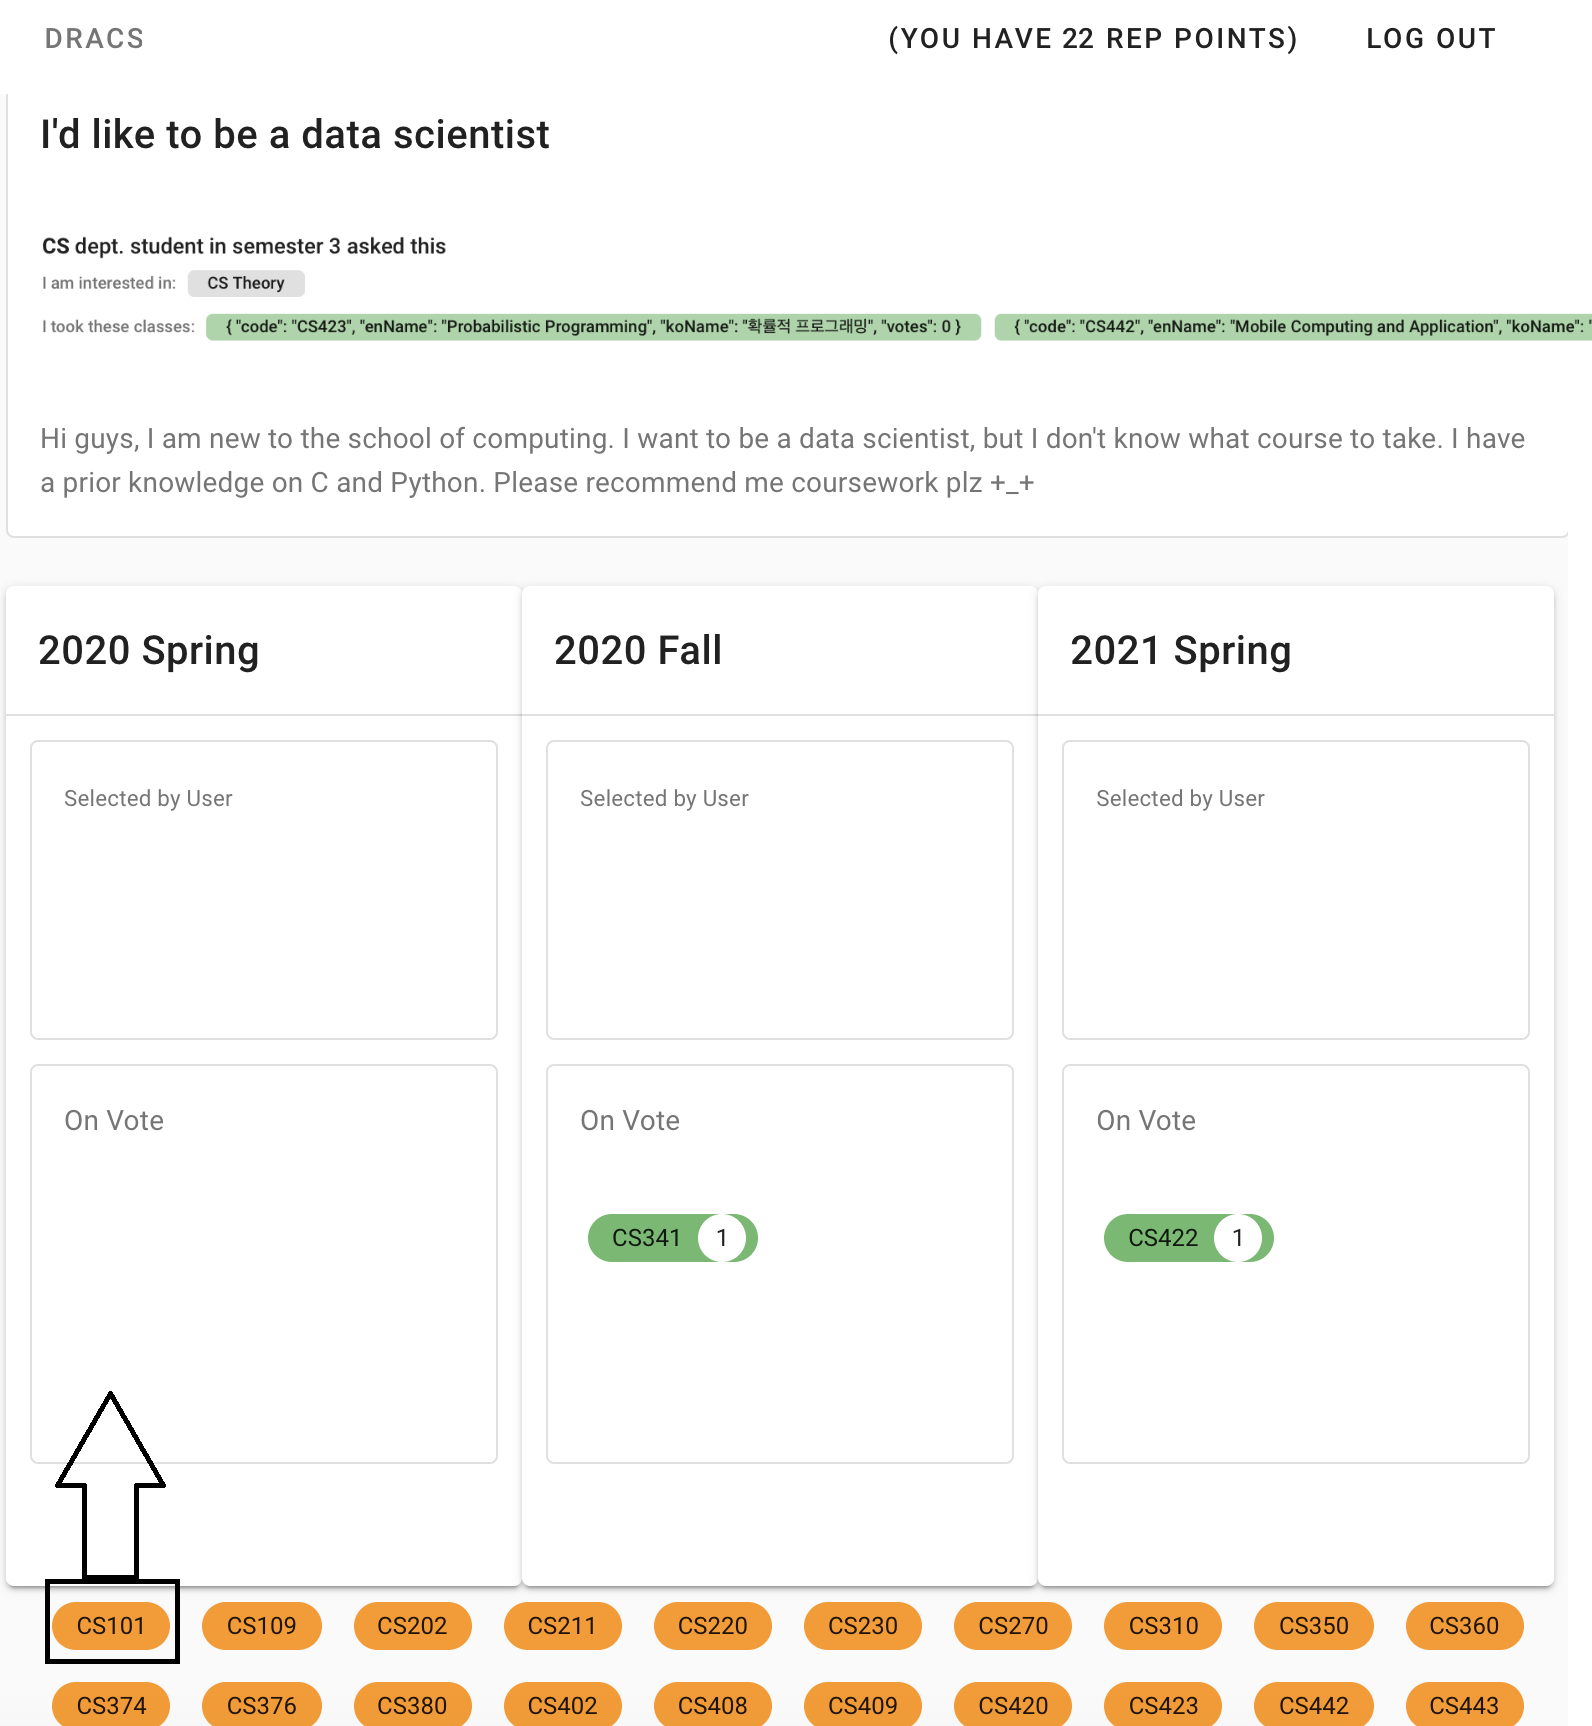 DRACS (YOU HAVE 22 REP POINTS) LOG OUT
I'd like to be a data scientist
CS dept. student in semester 3 asked this
I am interested in: CS Theory
I took these classes: { "code": "CS423", "enName": "Probabilistic Programming", "koName": "확률적 프로그래밍", "votes": 0 } { "code": "CS442", "enName": "Mobile Computing and Application", "koName": "
Hi guys, I am new to the school of computing. I want to be a data scientist, but I don't know what course to take. I have
a prior knowledge on C and Python. Please recommend me coursework plz +_+
2020 Spring 2020 Fall 2021 Spring
Selected by User Selected by User Selected by User
On Vote On Vote On Vote
CS341 1 CS422 1
CS101 CS109 CS202 CS211 CS220 CS230 CS270 CS310 CS350 CS360
CS374 CS376 CS380 CS402 CS408 CS409 CS420 CS423 CS442 CS443